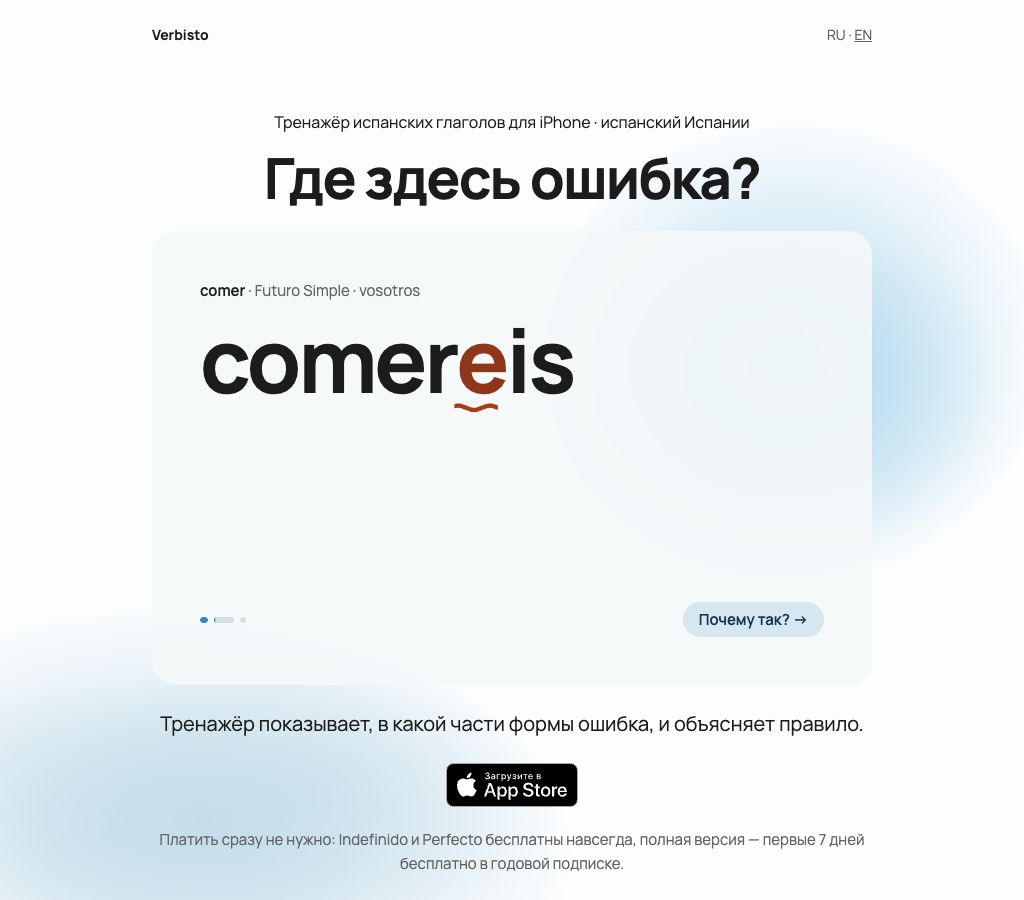 Verbisto
RU · EN
Тренажёр испанских глаголов для iPhone · испанский Испании
Где здесь ошибка?
comer · Futuro Simple · vosotros
comereis
Почему так? →
Тренажёр показывает, в какой части формы ошибка, и объясняет правило.
Загрузите в
App Store
Платить сразу не нужно: Indefinido и Perfecto бесплатны навсегда, полная версия — первые 7 дней
бесплатно в годовой подписке.